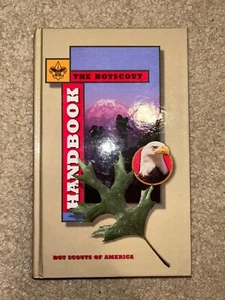 THE BOYSCOUT
HANDBOOK
BOY SCOUTS OF AMERICA